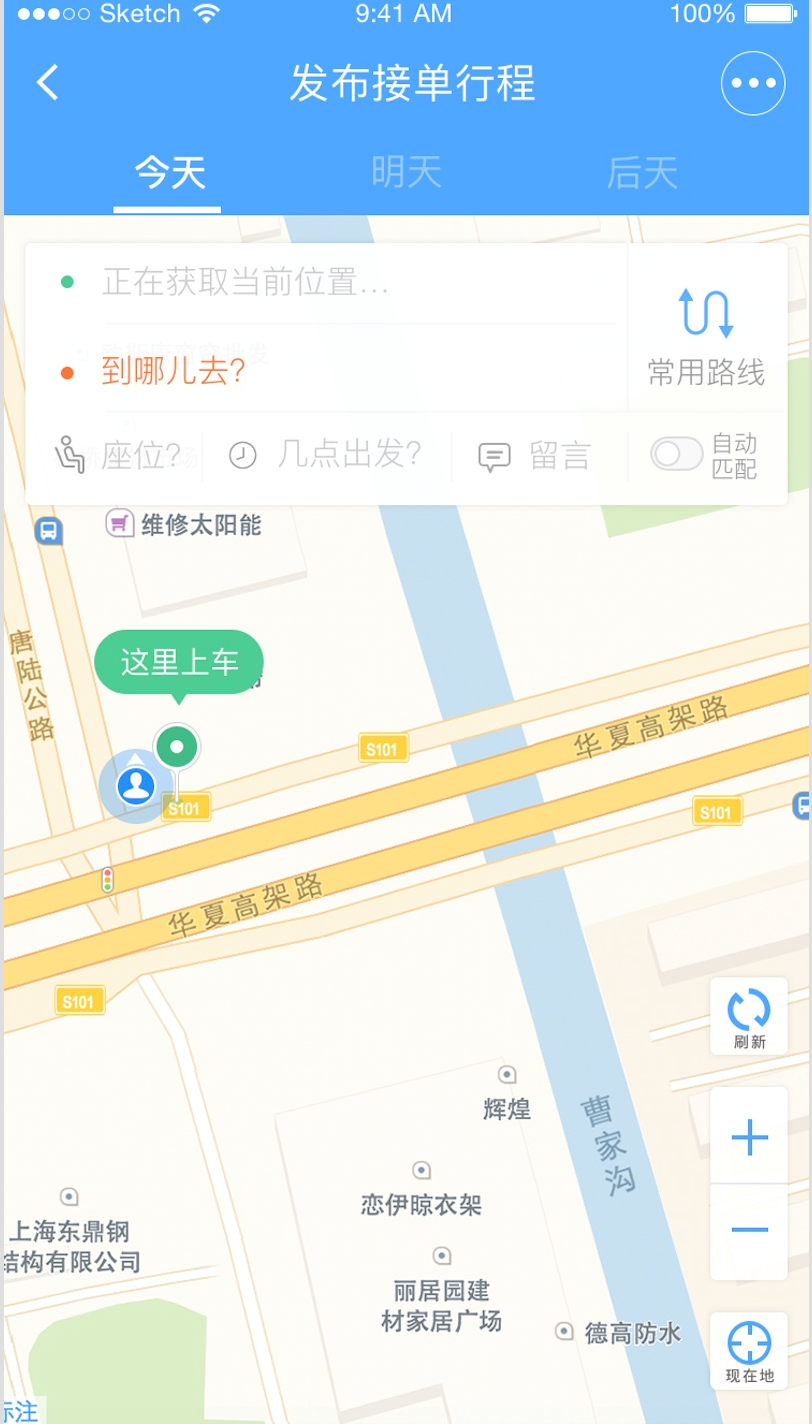 Sketch 9:41 AM 100%
发布接单行程
今天 明天 后天
正在获取当前位置...
到哪儿去?
常用路线
座位? 几点出发? 留言 自动
匹配
维修太阳能
唐陆公路
这里上车
华夏高架路
S101
S101
S101
华夏高架路
S101
刷新
辉煌
曹家沟
恋伊晾衣架
上海东鼎钢
结构有限公司
丽居园建
材家居广场
德高防水
现在地
标注